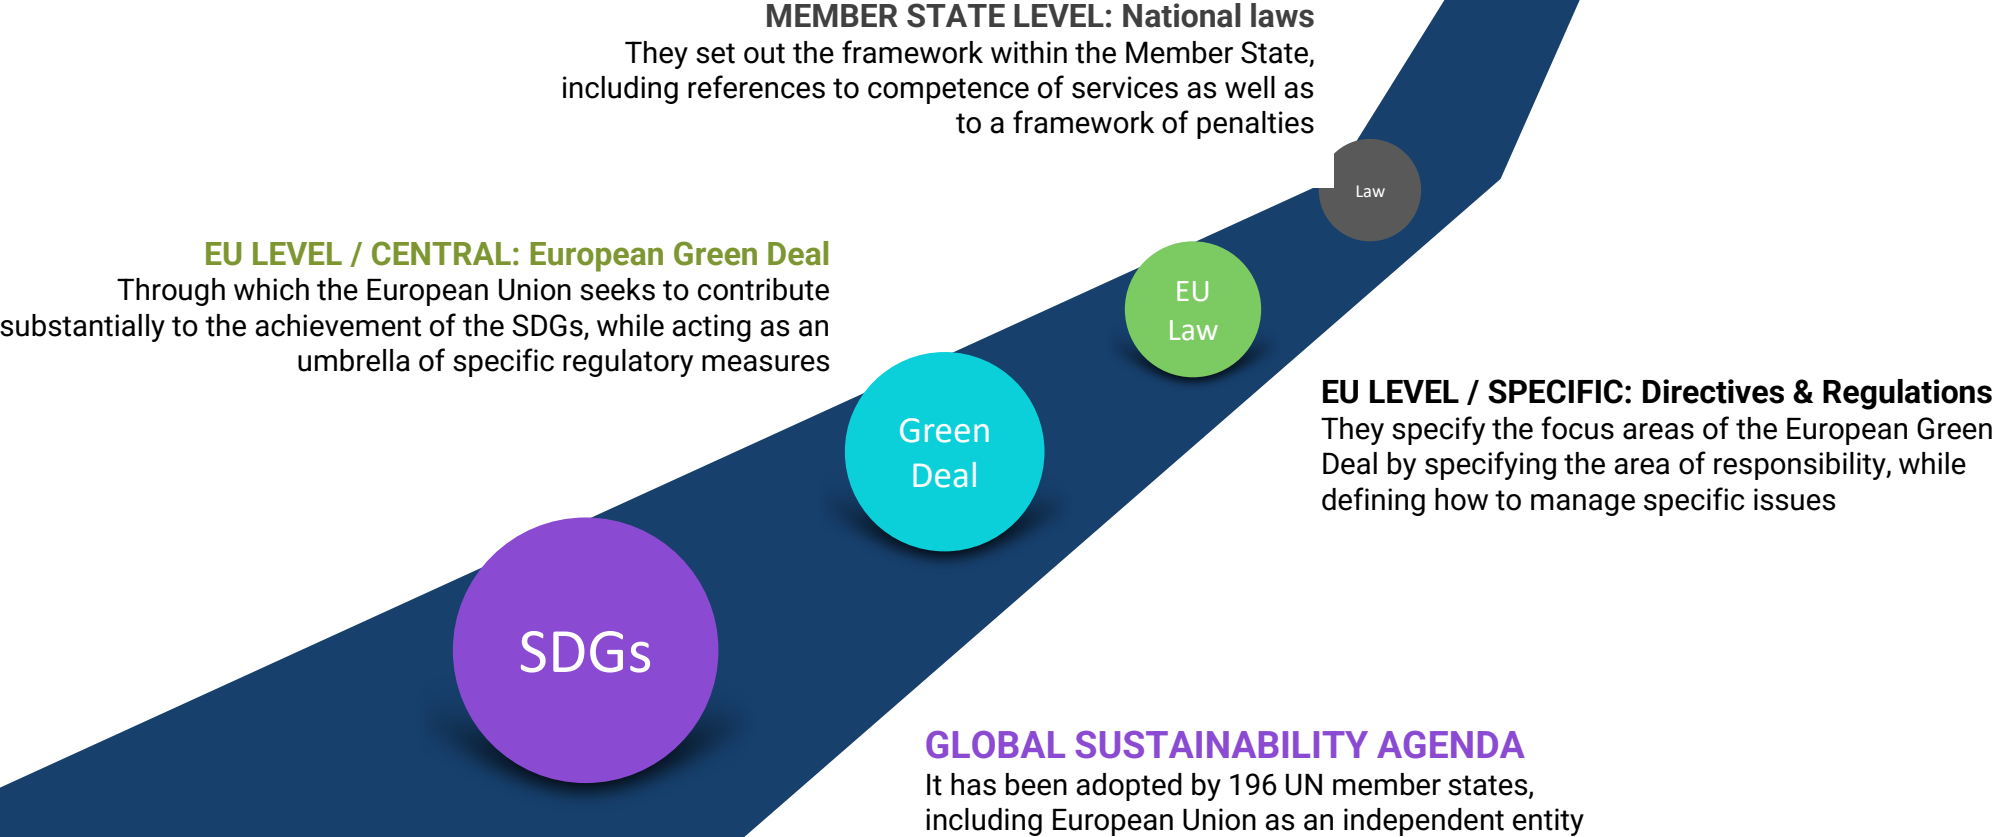 MEMBER STATE LEVEL: National laws
They set out the framework within the Member State,
including references to competence of services as well as
to a framework of penalties
Law
EU LEVEL / CENTRAL: European Green Deal
Through which the European Union seeks to contribute
substantially to the achievement of the SDGs, while acting as an
umbrella of specific regulatory measures
EU
Law
EU LEVEL / SPECIFIC: Directives & Regulations
They specify the focus areas of the European Green
Deal by specifying the area of responsibility, while
defining how to manage specific issues
Green
Deal
SDGs
GLOBAL SUSTAINABILITY AGENDA
It has been adopted by 196 UN member states,
including European Union as an independent entity